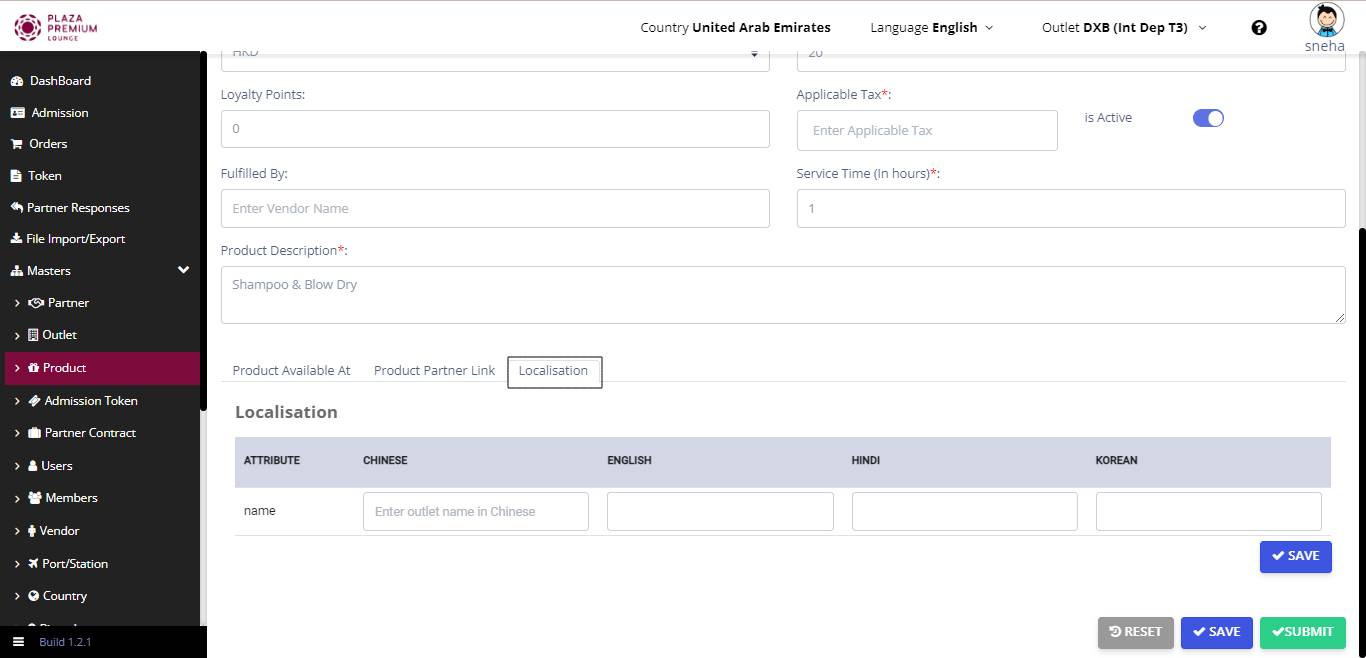 PLAZA
PREMIUM
LOUNGE
Country United Arab Emirates
Language English
Outlet DXB (Int Dep T3)
sneha
DashBoard
Admission
Orders
Token
Partner Responses
File Import/Export
Masters
Partner
Outlet
Product
Admission Token
Partner Contract
Users
Members
Vendor
Port/Station
Country
Build 1.2.1
HKD
20
Loyalty Points:
0
Applicable Tax*:
Enter Applicable Tax
is Active
Fulfilled By:
Enter Vendor Name
Service Time (In hours)*:
1
Product Description*:
Shampoo & Blow Dry
Product Available At
Product Partner Link
Localisation
Localisation
ATTRIBUTE CHINESE ENGLISH HINDI KOREAN
name Enter outlet name in Chinese
SAVE
RESET SAVE SUBMIT